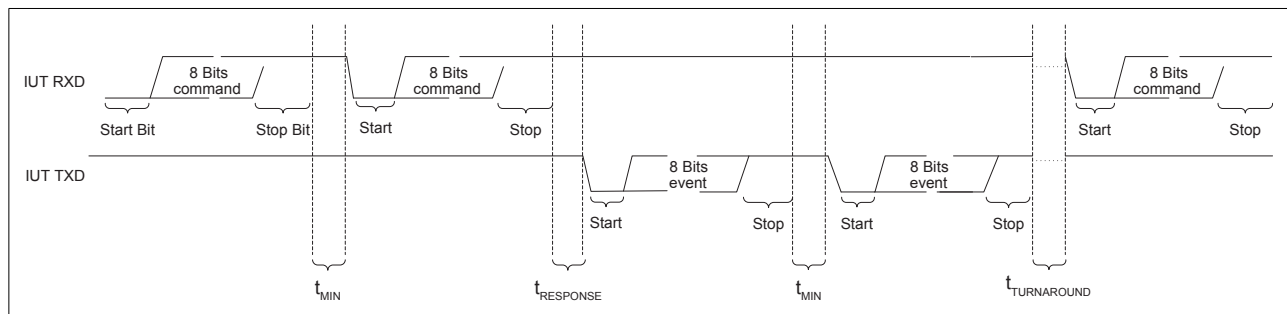 IUT RXD
8 Bits
command
8 Bits
command
8 Bits
command
Start Bit
Stop Bit
Start
Stop
Start
Stop
IUT TXD
8 Bits
event
8 Bits
event
Start
Stop
Start
Stop
tMIN
tRESPONSE
tMIN
tTURNAROUND